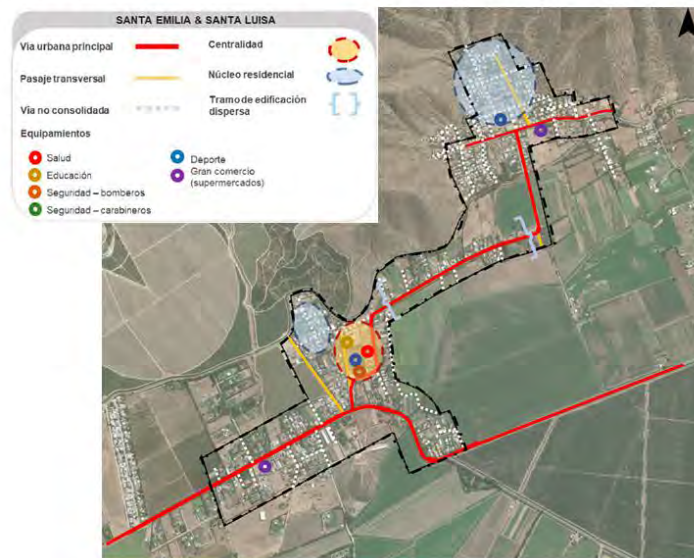 SANTA EMILIA & SANTA LUISA
Vía urbana principal
Centralidad
Pasaje transversal
Núcleo residencial
Vía no consolidada
Tramo de edificación
dispersa
Equipamientos
Salud
Deporte
Educación
Gran comercio
(supermercados)
Seguridad – bomberos
Seguridad – carabineros